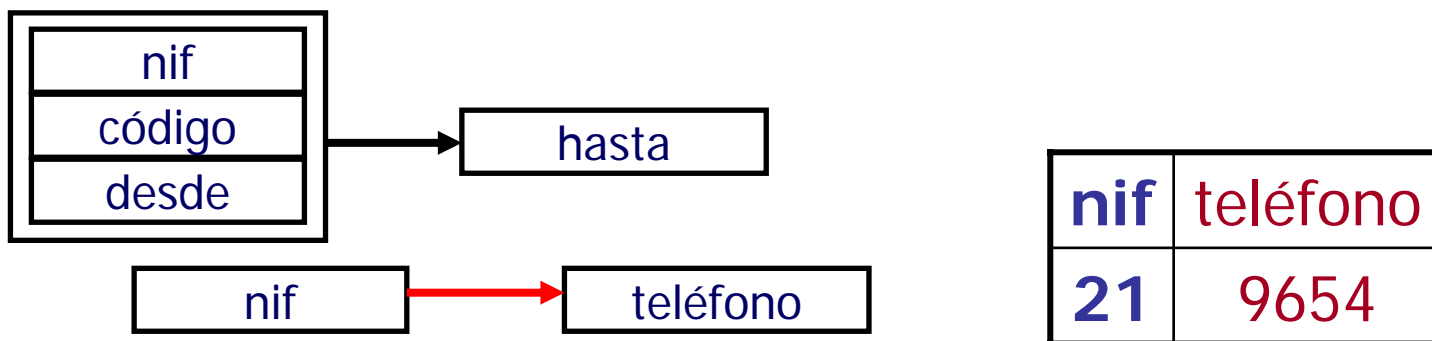 nif
código
desde
hasta
nif
teléfono
nif teléfono
21 9654